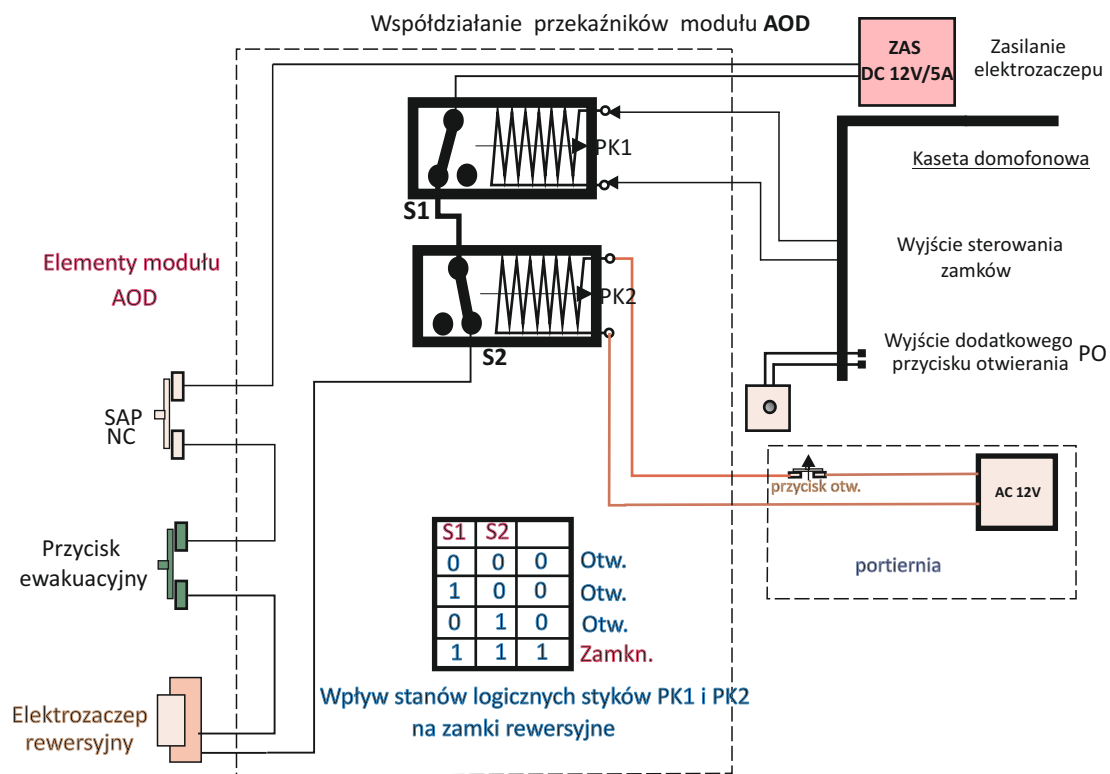 Współdziałanie przekaźników modułu AOD
ZAS
DC 12V/5A
Zasilanie
elektrozaczepu
PK1
S1
Kaseta domofonowa
Elementy modułu
AOD
Wyjście sterowania
zamków
PK2
S2
Wyjście dodatkowego
przycisku otwierania PO
SAP
NC
przycisk otw.
AC 12V
portiernia
Przycisk
ewakuacyjny
S1 S2
0 0 0 Otw.
1 0 0 Otw.
0 1 0 Otw.
1 1 1 Zamkn.
Wpływ stanów logicznych styków PK1 i PK2
na zamki rewersyjne
Elektrozaczep
rewersyjny